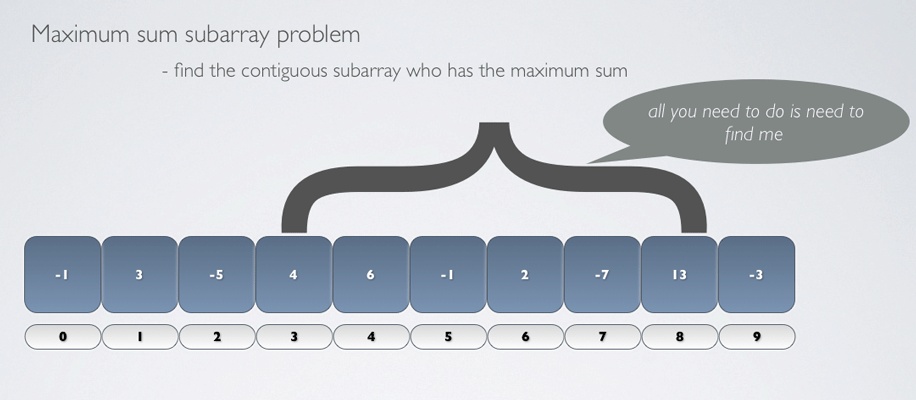 Maximum sum subarray problem
- find the contiguous subarray who has the maximum sum
all you need to do is need to
find me
-1 3 -5 4 6 -1 2 -7 13 -3
0 1 2 3 4 5 6 7 8 9